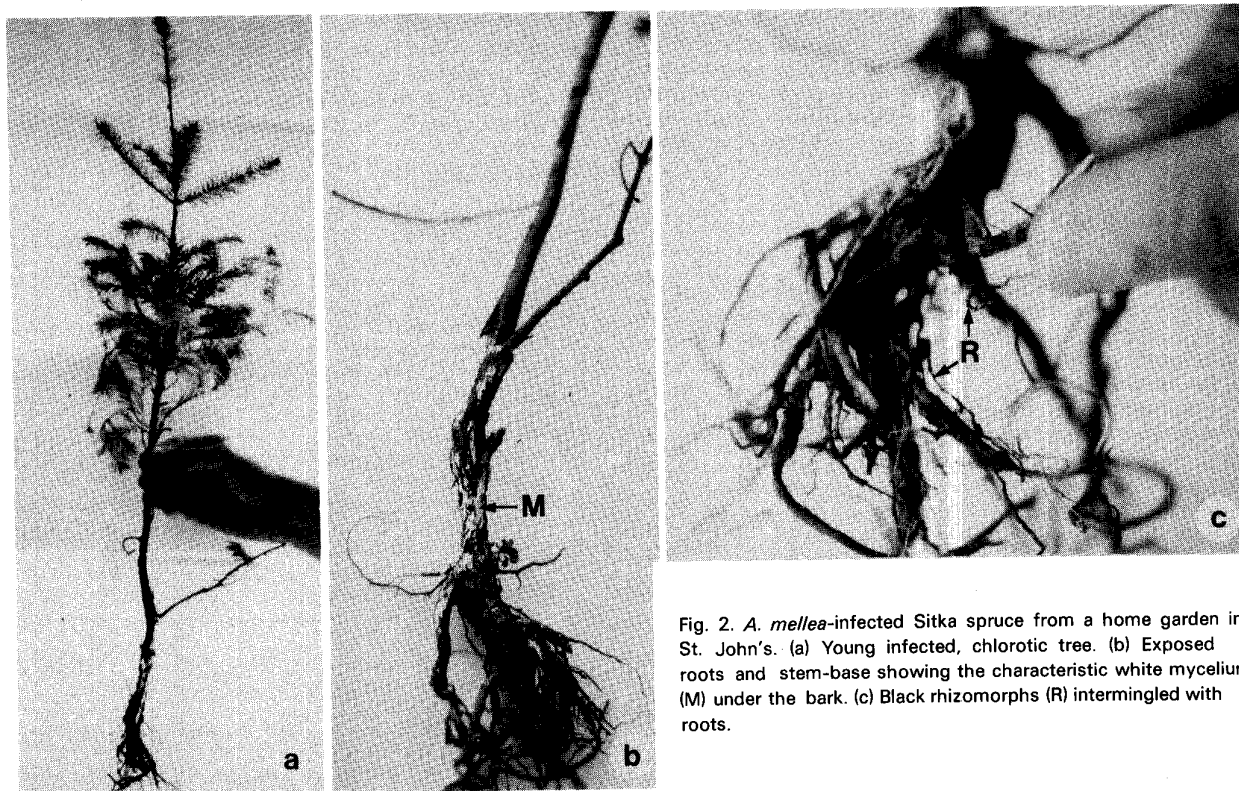 a
M
b
R
c
Fig. 2. A. mellea-infected Sitka spruce from a home garden in
St. John's. (a) Young infected, chlorotic tree. (b) Exposed
roots and stem-base showing the characteristic white mycelium
(M) under the bark. (c) Black rhizomorphs (R) intermingled with
roots.